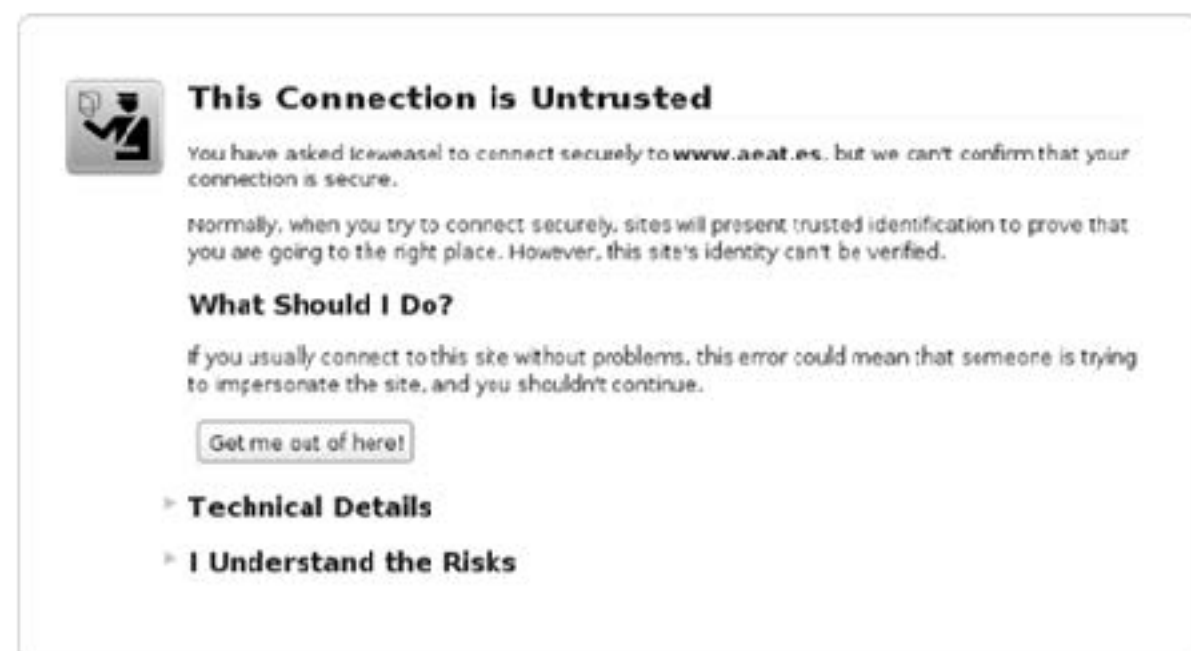 This Connection is Untrusted
You have asked Iceweasel to connect securely to www.aeat.es, but we can't confirm that your
connection is secure.
Normally, when you try to connect securely, sites will present trusted identification to prove that
you are going to the right place. However, this site's identity can't be verified.
What Should I Do?
If you usually connect to this site without problems, this error could mean that someone is trying
to impersonate the site, and you shouldn't continue.
Get me out of here!
Technical Details
I Understand the Risks